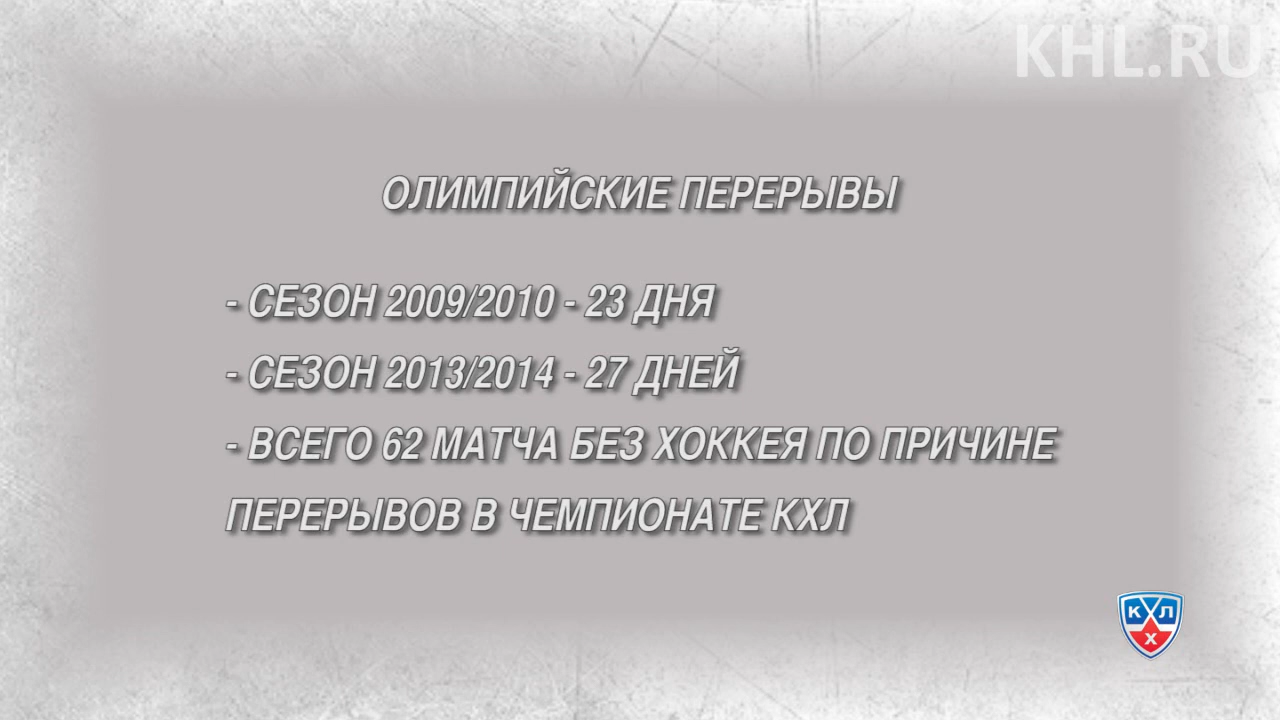 KHL.RU
ОЛИМПИЙСКИЕ ПЕРЕРЫВЫ
- СЕЗОН 2009/2010 - 23 ДНЯ
- СЕЗОН 2013/2014 - 27 ДНЕЙ
- ВСЕГО 62 МАТЧА БЕЗ ХОККЕЯ ПО ПРИЧИНЕ
ПЕРЕРЫВОВ В ЧЕМПИОНАТЕ КХЛ
КХЛ
Х